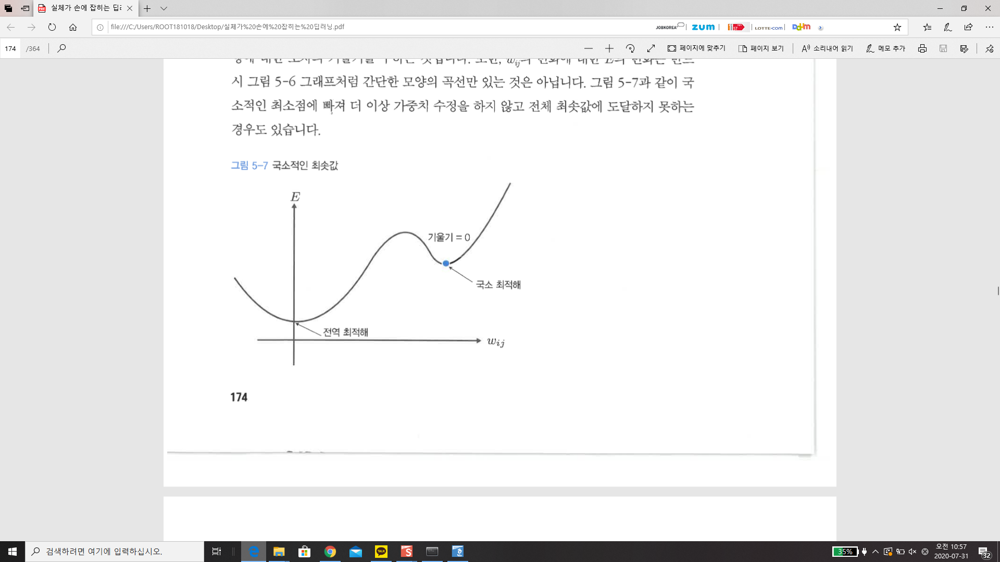 실체가 손에 잡히는 딥러
file:///C:/Users/ROOT181018/Desktop/실체가%20손에%20잡히는%20딥러닝.pdf
JOBKOREA
zum
11ST
LOTTE.COM
Daum
174 /364
페이지에 맞추기
페이지 보기
소리내어 읽기
메모 추가
시 그림 5-6 그래프처럼 간단한 모양의 곡선만 있는 것은 아닙니다. 그림 5-7과 같이 국
소적인 최소점에 빠져 더 이상 가중치 수정을 하지 않고 전체 최솟값에 도달하지 못하는
경우도 있습니다.
그림 5-7 국소적인 최솟값
E
기울기 = 0
국소 최적해
전역 최적해
wij
174
검색하려면 여기에 입력하십시오.
TALK
35%
오전 10:57
2020-07-31
32